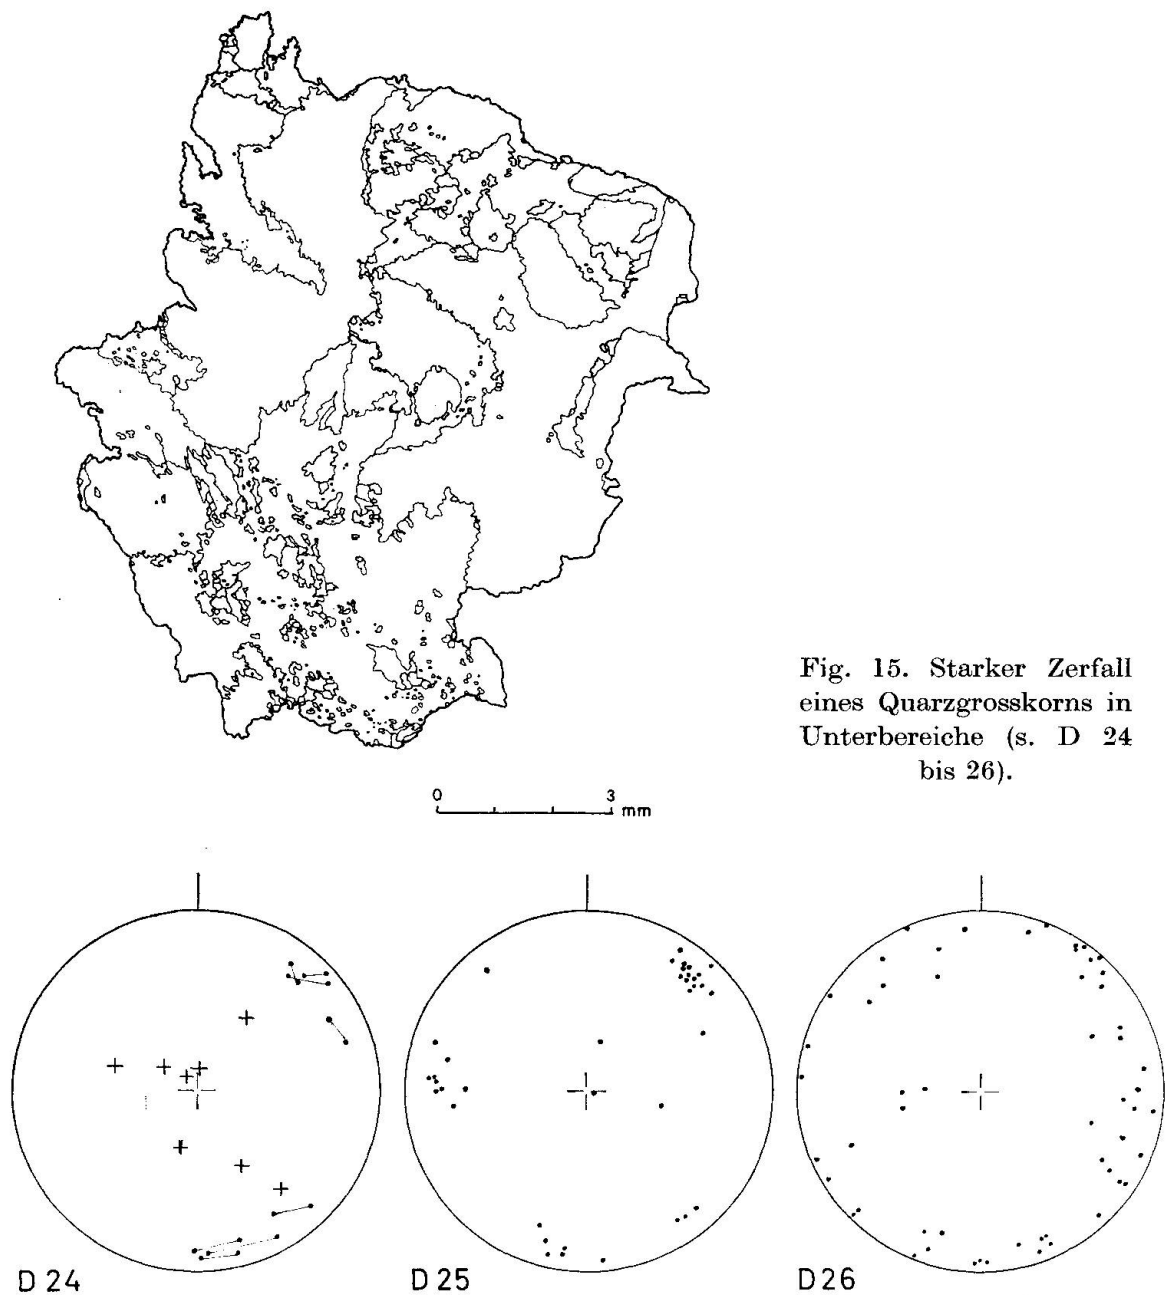 Fig. 15. Starker Zerfall
eines Quarzgrosskorns in
Unterbereiche (s. D 24
bis 26).
0 3
mm
D 24
D 25
D 26